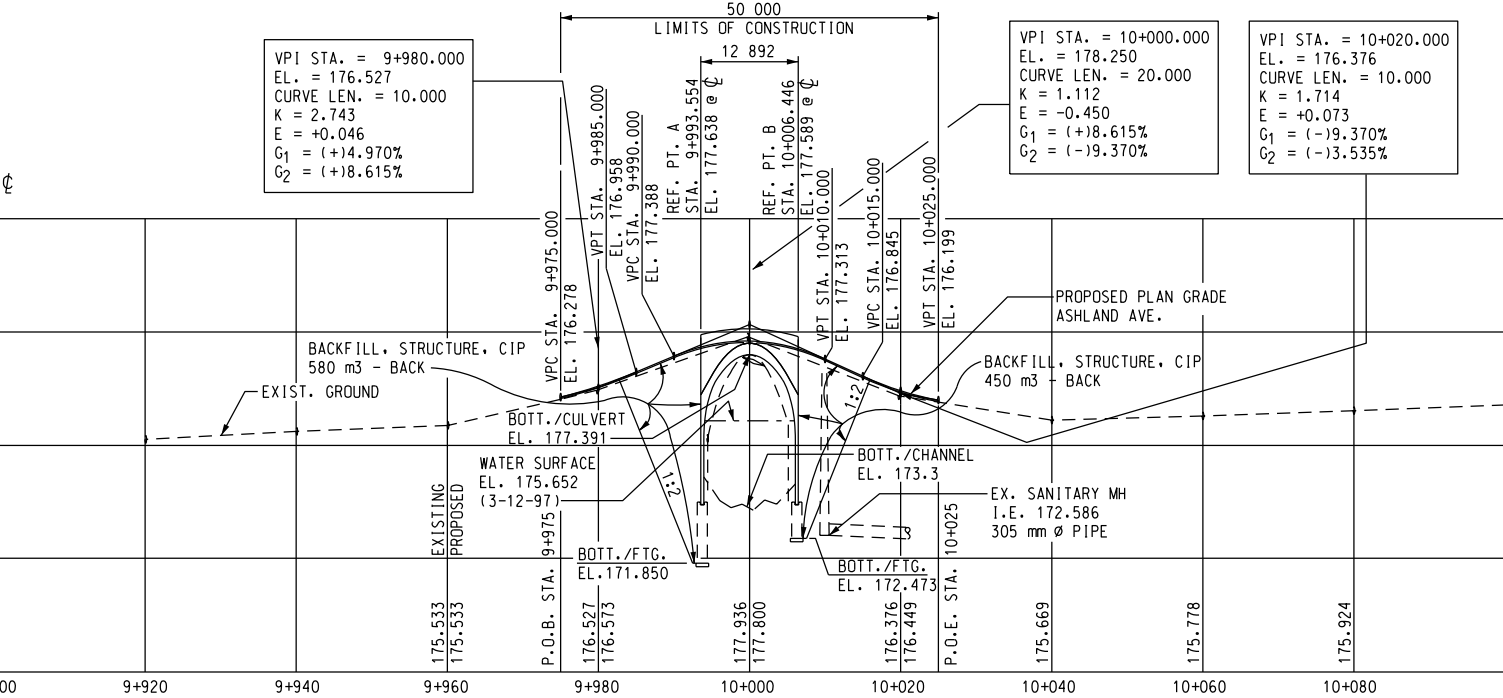 50 000
LIMITS OF CONSTRUCTION
12 892
VPI STA. = 9+980.000
EL. = 176.527
CURVE LEN. = 10.000
K = 2.743
E = +0.046
G1 = (+)4.970%
G2 = (+)8.615%
VPI STA. = 10+000.000
EL. = 178.250
CURVE LEN. = 20.000
K = 1.112
E = -0.450
G1 = (+)8.615%
G2 = (-)9.370%
VPI STA. = 10+020.000
EL. = 176.376
CURVE LEN. = 10.000
K = 1.714
E = +0.073
G1 = (-)9.370%
G2 = (-)3.535%
℄
VPC STA. 9+975.000
EL. 176.278
VPT STA. 9+985.000
EL. 176.958
VPC STA. 9+990.000
EL. 177.388
REF. PT. A
STA. 9+993.554
EL. 177.638 @ ℄
REF. PT. B
STA. 10+006.446
EL. 177.589 @ ℄
VPT STA. 10+010.000
EL. 177.313
VPC STA. 10+015.000
EL. 176.845
VPT STA. 10+025.000
EL. 176.199
PROPOSED PLAN GRADE
ASHLAND AVE.
BACKFILL, STRUCTURE, CIP
580 m3 - BACK
BACKFILL, STRUCTURE, CIP
450 m3 - BACK
EXIST. GROUND
1:2
BOTT./CULVERT
EL. 177.391
WATER SURFACE
EL. 175.652
(3-12-97)
1:2
BOTT./CHANNEL
EL. 173.3
EX. SANITARY MH
I.E. 172.586
305 mm Ø PIPE
BOTT./FTG.
EL. 171.850
BOTT./FTG.
EL. 172.473
EXISTING
PROPOSED
P.O.B. STA. 9+975
P.O.E. STA. 10+025
175.533
175.533
176.527
176.573
177.936
177.800
176.376
176.449
175.669
175.778
175.924
00
9+920
9+940
9+960
9+980
10+000
10+020
10+040
10+060
10+080